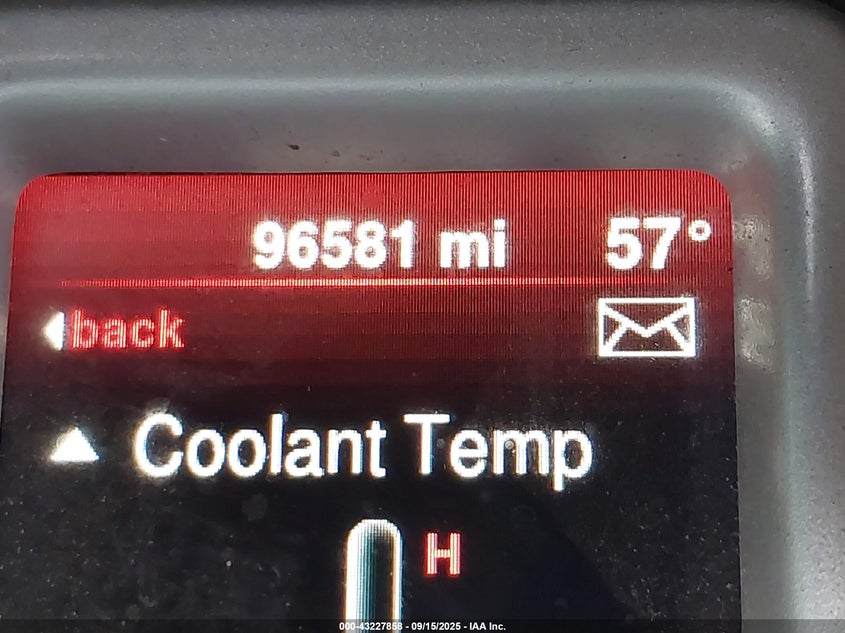 96581 mi 57°
back
Coolant Temp
H
000-43227858 - 09/15/2025 - IAA Inc.